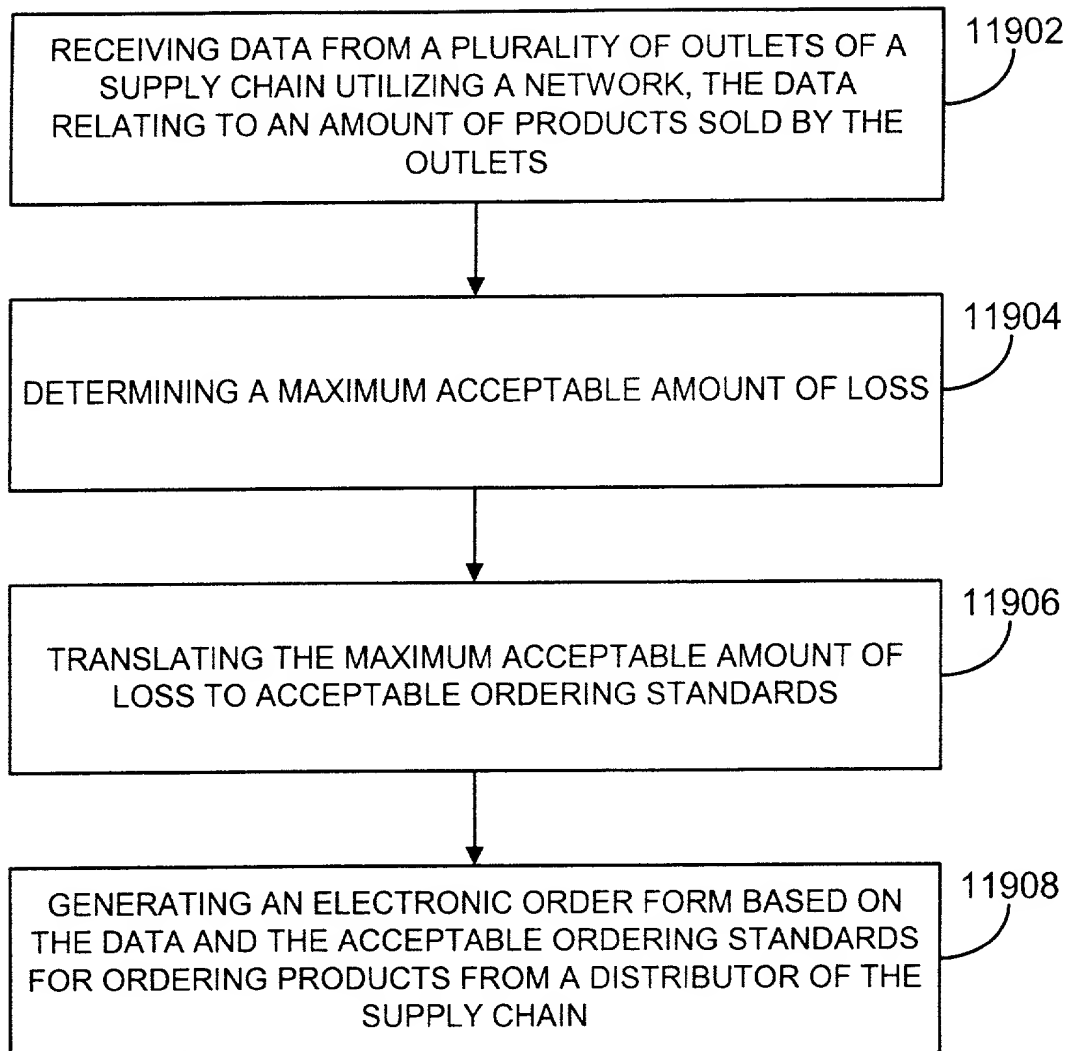 RECEIVING DATA FROM A PLURALITY OF OUTLETS OF A
SUPPLY CHAIN UTILIZING A NETWORK, THE DATA
RELATING TO AN AMOUNT OF PRODUCTS SOLD BY THE
OUTLETS
11902
DETERMINING A MAXIMUM ACCEPTABLE AMOUNT OF LOSS
11904
TRANSLATING THE MAXIMUM ACCEPTABLE AMOUNT OF
LOSS TO ACCEPTABLE ORDERING STANDARDS
11906
GENERATING AN ELECTRONIC ORDER FORM BASED ON
THE DATA AND THE ACCEPTABLE ORDERING STANDARDS
FOR ORDERING PRODUCTS FROM A DISTRIBUTOR OF THE
SUPPLY CHAIN
11908